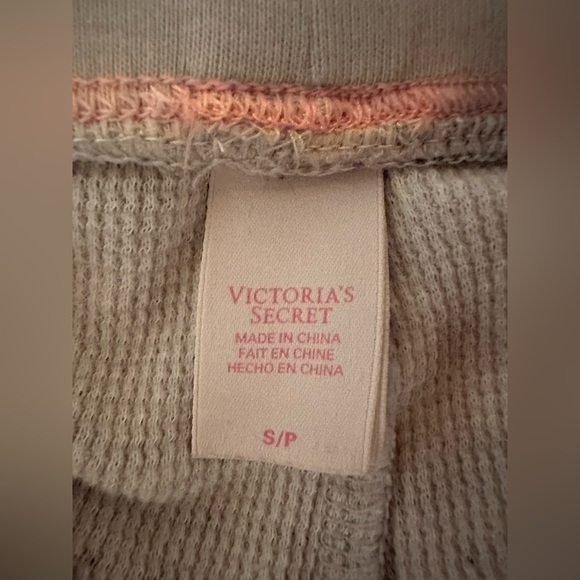 VICTORIA'S
SECRET
MADE IN CHINA
FAIT EN CHINE
HECHO EN CHINA
S/P